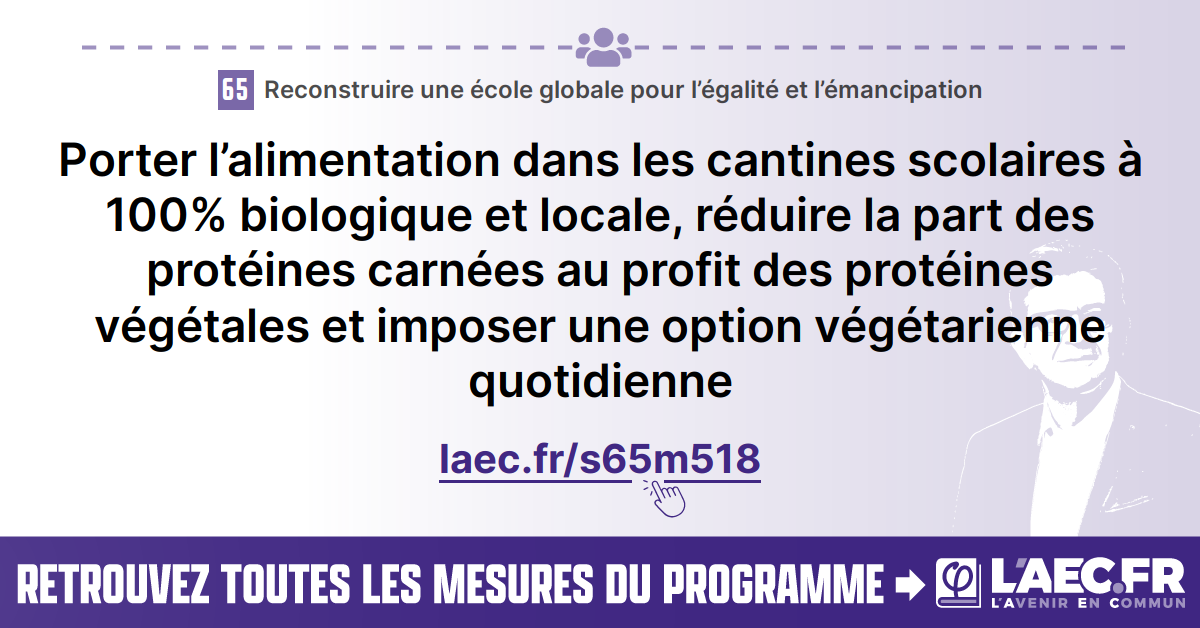 65 Reconstruire une école globale pour l’égalité et l’émancipation
Porter l’alimentation dans les cantines scolaires à
100% biologique et locale, réduire la part des
protéines carnées au profit des protéines
végétales et imposer une option végétarienne
quotidienne
laec.fr/s65m518
RETROUVEZ TOUTES LES MESURES DU PROGRAMME
L’AEC.FR
L’AVENIR EN COMMUN